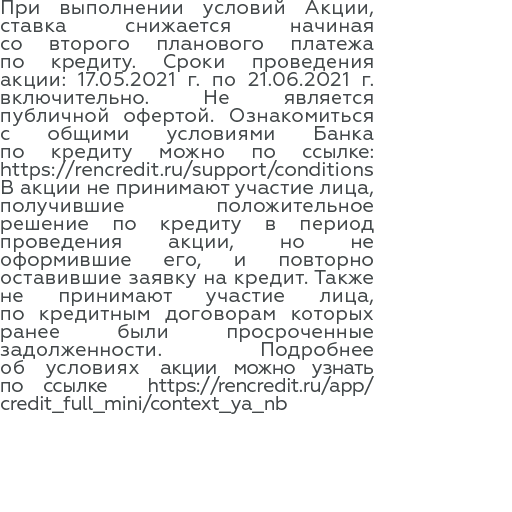 При выполнении условий Акции,
ставка снижается начиная
со второго планового платежа
по кредиту. Сроки проведения
акции: 17.05.2021 г. по 21.06.2021 г.
включительно. Не является
публичной офертой. Ознакомиться
с общими условиями Банка
по кредиту можно по ссылке:
https://rencredit.ru/support/conditions
В акции не принимают участие лица,
получившие положительное
решение по кредиту в период
проведения акции, но не
оформившие его, и повторно
оставившие заявку на кредит. Также
не принимают участие лица,
по кредитным договорам которых
ранее были просроченные
задолженности. Подробнее
об условиях акции можно узнать
по ссылке https://rencredit.ru/app/
credit_full_mini/context_ya_nb